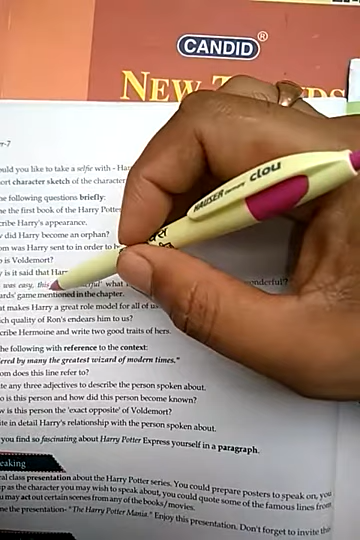 CANDID®
NEW
-7
ould you like to take a selfie with - Har
ort character sketch of the character
he following questions briefly:
e the first book of the Harry Potter
ribe Harry's appearance.
did Harry become an orphan?
om was Harry sent to in order to
is Voldemort?
is it said that Har
was easy, this what
ards' game mentioned in the chapter.
at makes Harry a great role model for all of us
ich quality of Ron's endears him to us?
cribe Hermoine and write two good traits of hers.
he following with reference to the context:
ered by many the greatest wizard of modern times."
om does this line refer to?
te any three adjectives to describe the person spoken about.
o is this person and how did this person become known?
w is this person the 'exact opposite' of Voldemort?
ite in detail Harry's relationship with the person spoken about.
you find so fascinating about Harry Potter Express yourself in a paragraph.
eaking
al class presentation about the Harry Potter series. You could prepare posters to speak on, you
p as the character you may wish to speak about, you could quote some of the famous lines from
u may act out certain scenes from any of the books/movies.
me the presentation- "The Harry Potter Mania." Enjoy this presentation. Don't forget to invite
HAUSER GERMANY clou